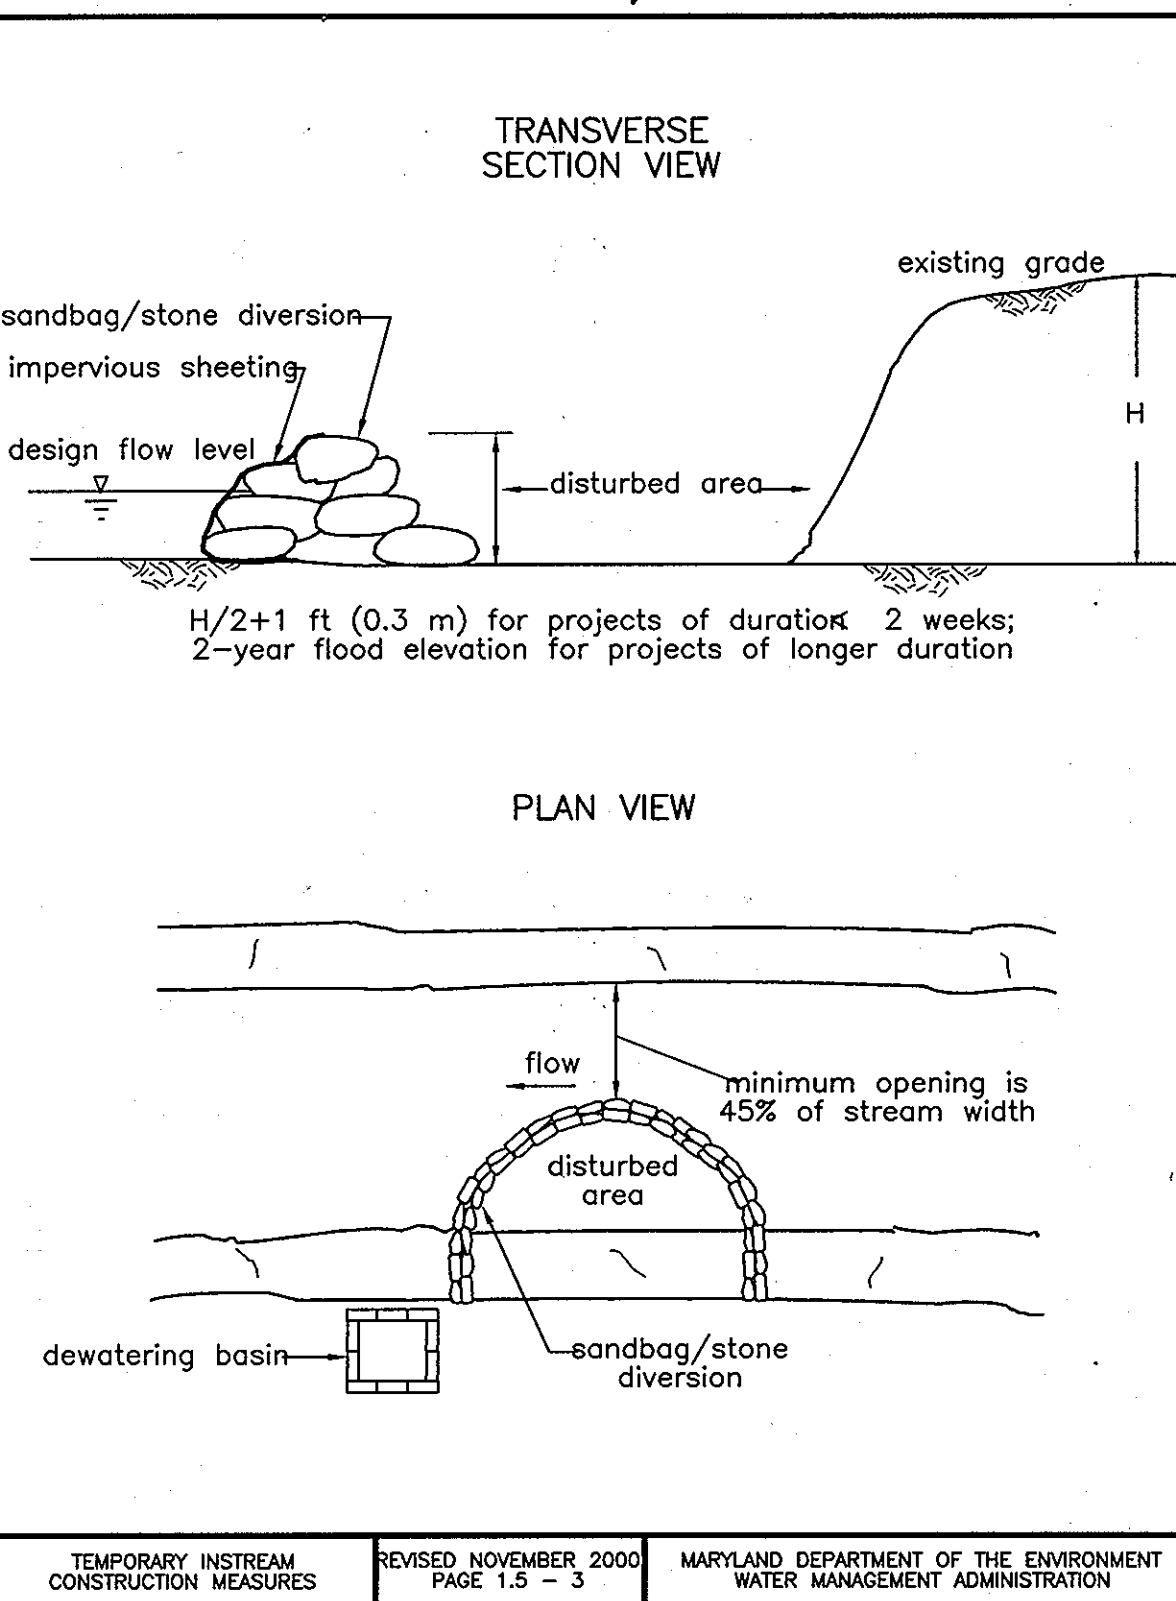 TRANSVERSE
SECTION VIEW
existing grade
sandbag/stone diversion
impervious sheeting
design flow level
H
disturbed area
H/2+1 ft (0.3 m) for projects of duration< 2 weeks;
2-year flood elevation for projects of longer duration
PLAN VIEW
flow
minimum opening is
45% of stream width
disturbed
area
dewatering basin
sandbag/stone
diversion
TEMPORARY INSTREAM
CONSTRUCTION MEASURES
REVISED NOVEMBER 2000
PAGE 1.5 - 3
MARYLAND DEPARTMENT OF THE ENVIRONMENT
WATER MANAGEMENT ADMINISTRATION